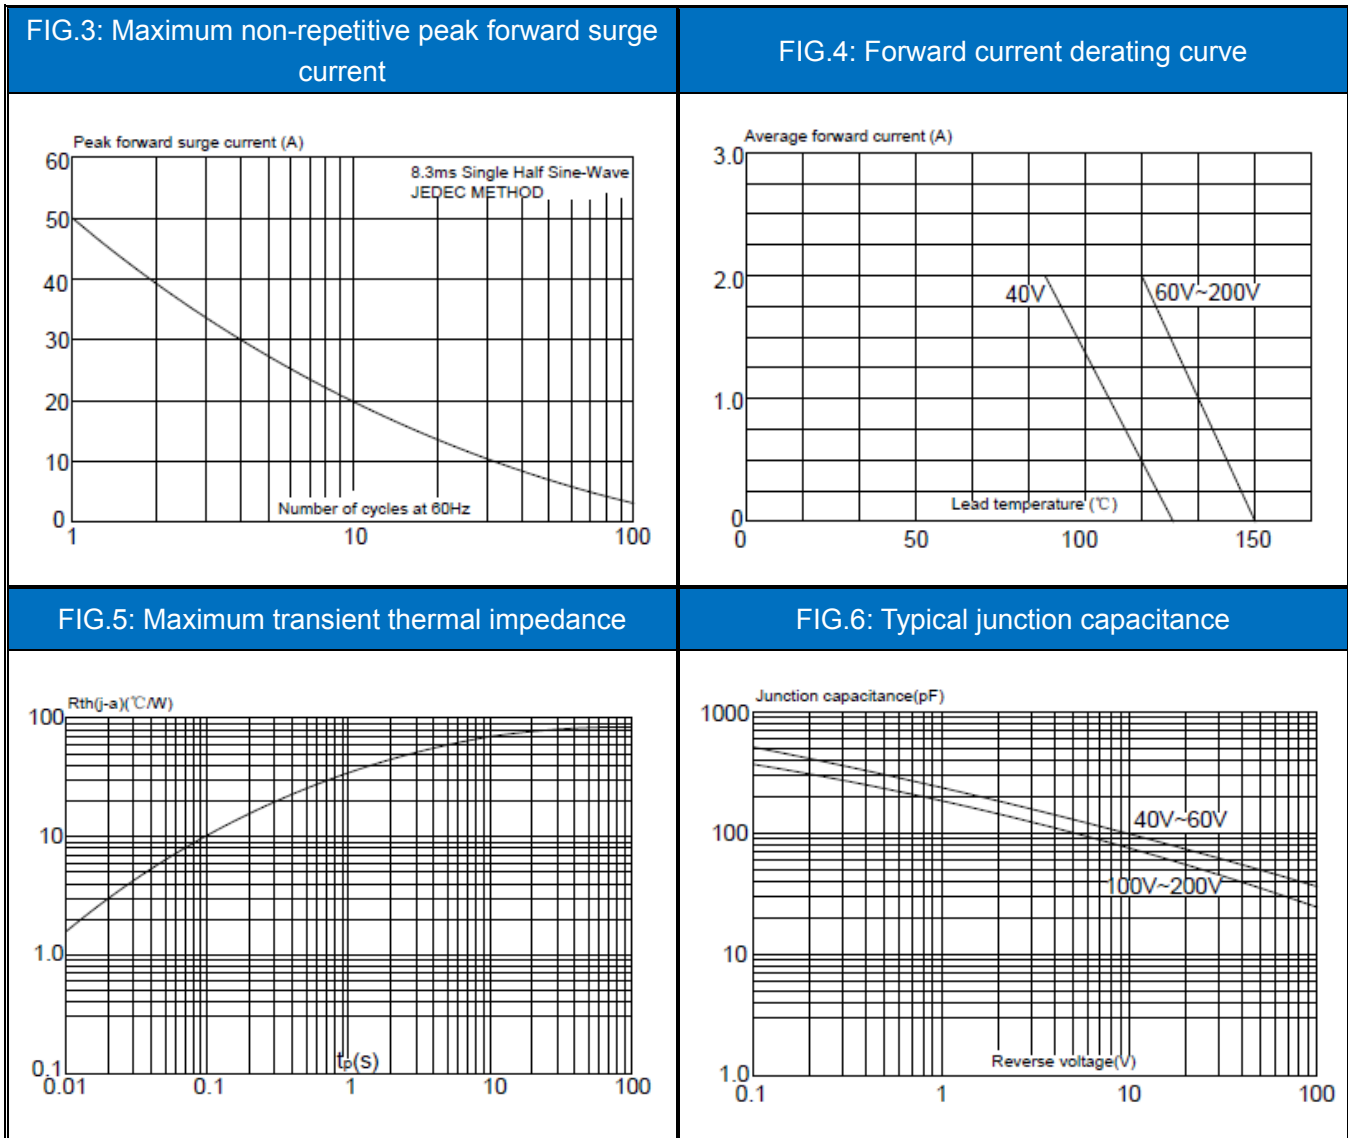 FIG.3: Maximum non-repetitive peak forward surge
current
FIG.4: Forward current derating curve
Peak forward surge current (A)
8.3ms Single Half Sine-Wave
JEDEC METHOD
60
50
40
30
20
10
0
Number of cycles at 60Hz
1
10
100
Average forward current (A)
3.0
2.0
1.0
0
40V
60V~200V
Lead temperature (℃)
0
50
100
150
FIG.5: Maximum transient thermal impedance
FIG.6: Typical junction capacitance
Rth(j-a)(℃/W)
100
10
1.0
0.1
tp(s)
0.01
0.1
1
10
100
Junction capacitance(pF)
1000
100
10
1.0
40V~60V
100V~200V
Reverse voltage(V)
0.1
1
10
100